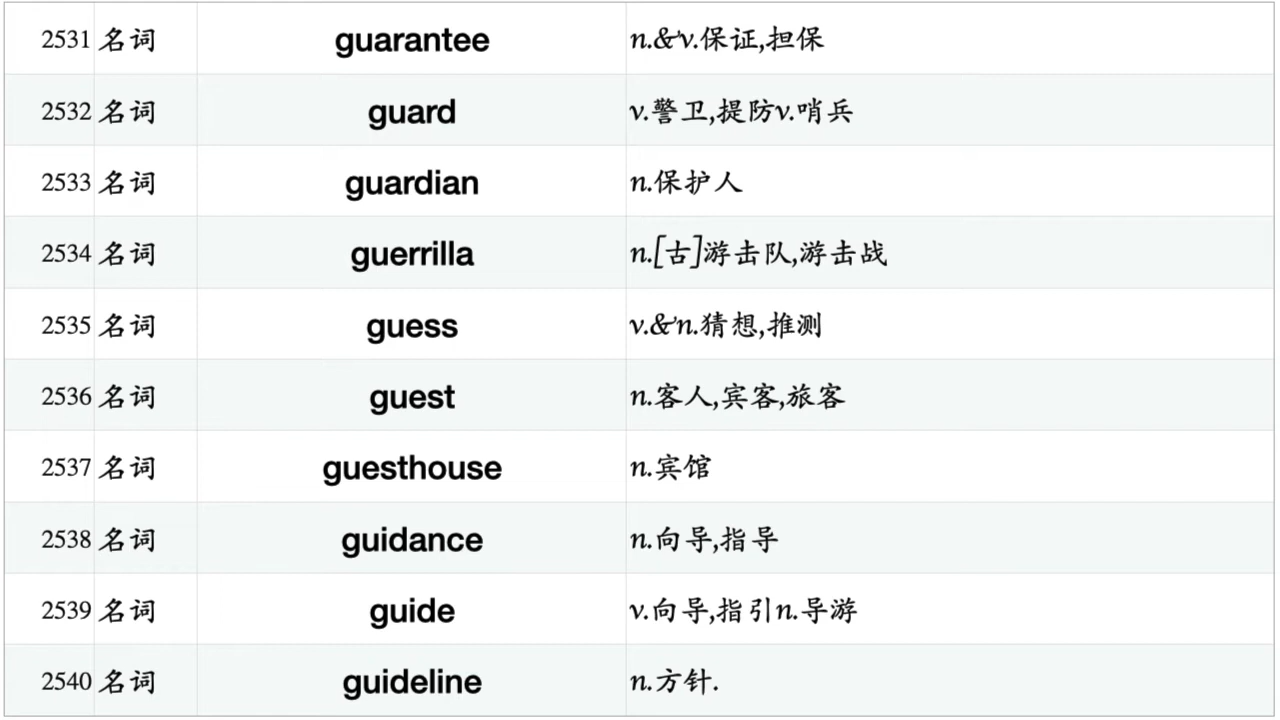 2531 名词 guarantee n.&v.保证,担保
2532 名词 guard v.警卫,提防v.哨兵
2533 名词 guardian n.保护人
2534 名词 guerrilla n.[古]游击队,游击战
2535 名词 guess v.&n.猜想,推测
2536 名词 guest n.客人,宾客,旅客
2537 名词 guesthouse n.宾馆
2538 名词 guidance n.向导,指导
2539 名词 guide v.向导,指引n.导游
2540 名词 guideline n.方针.